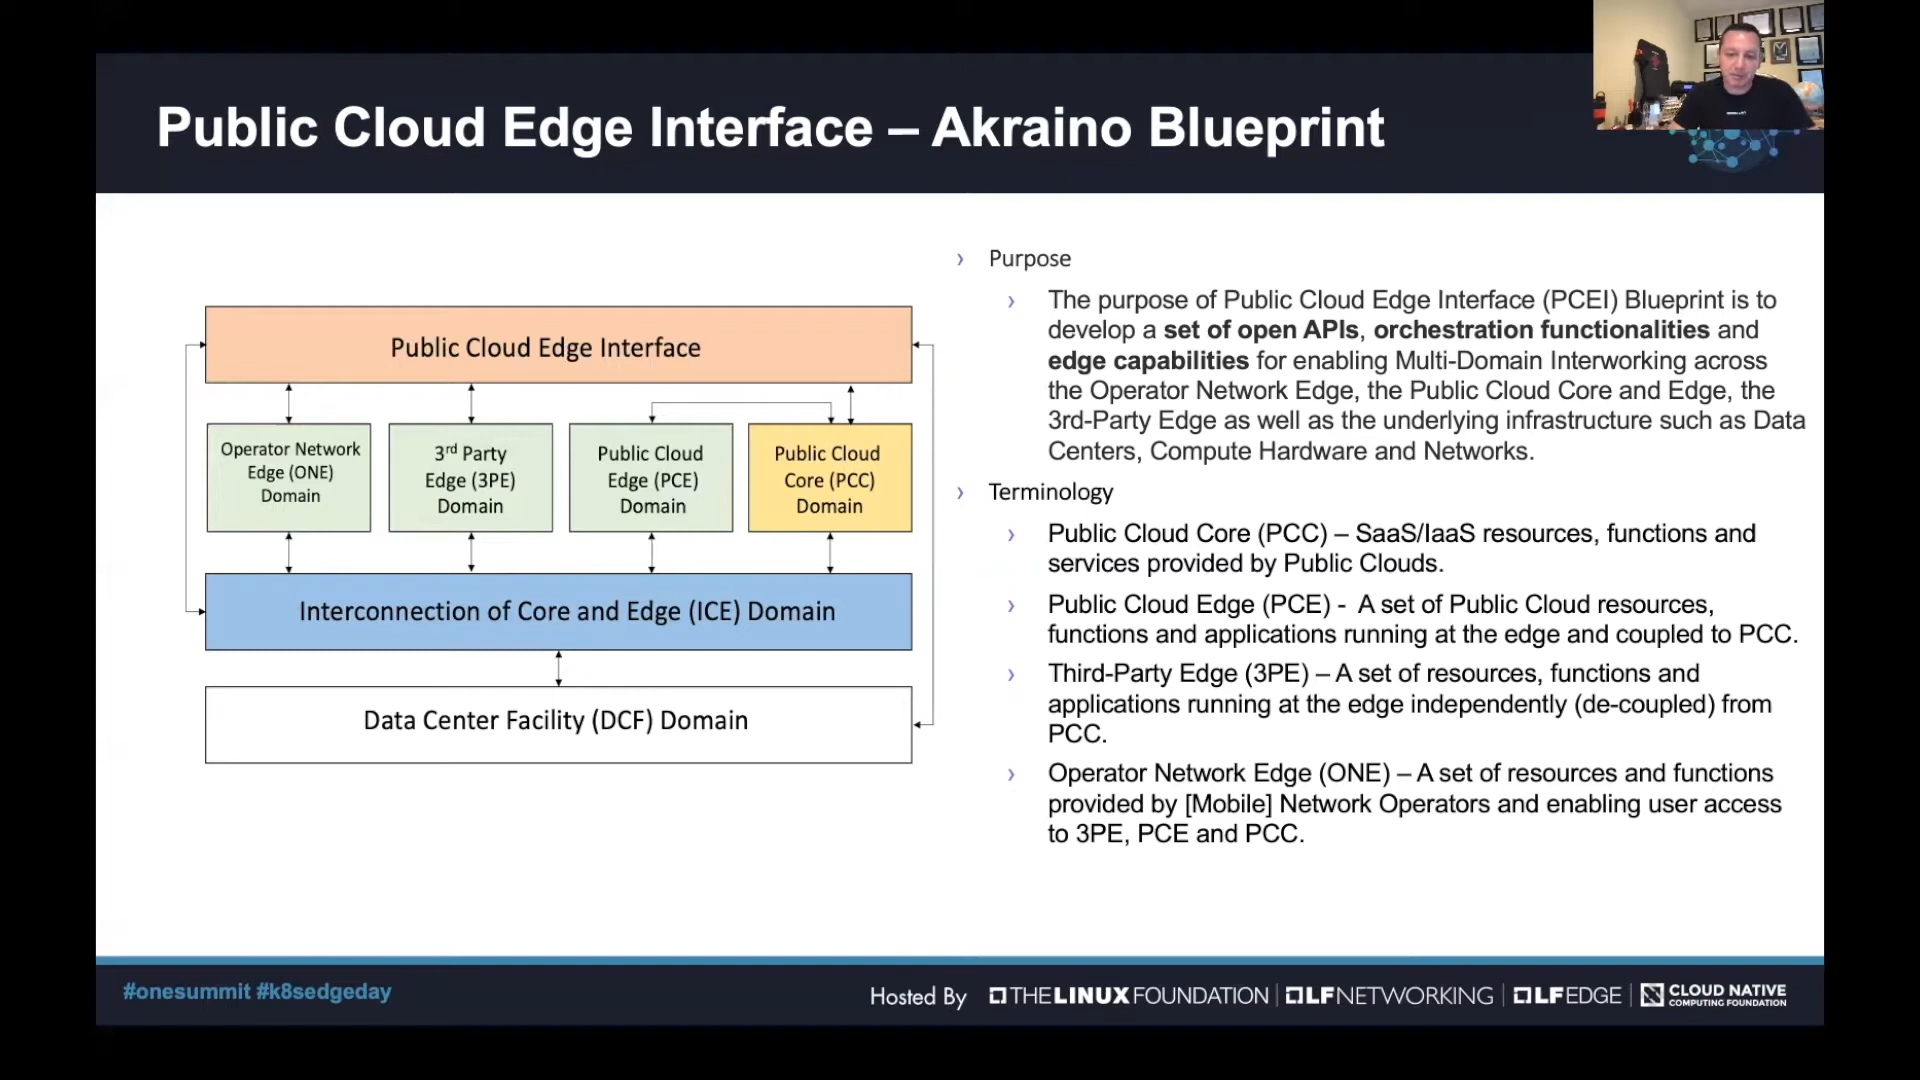 Public Cloud Edge Interface – Akraino Blueprint
Public Cloud Edge Interface
Operator Network
Edge (ONE)
Domain
3rd Party
Edge (3PE)
Domain
Public Cloud
Edge (PCE)
Domain
Public Cloud
Core (PCC)
Domain
Interconnection of Core and Edge (ICE) Domain
Data Center Facility (DCF) Domain
› Purpose
› The purpose of Public Cloud Edge Interface (PCEI) Blueprint is to
develop a set of open APIs, orchestration functionalities and
edge capabilities for enabling Multi-Domain Interworking across
the Operator Network Edge, the Public Cloud Core and Edge, the
3rd-Party Edge as well as the underlying infrastructure such as Data
Centers, Compute Hardware and Networks.
› Terminology
› Public Cloud Core (PCC) – SaaS/IaaS resources, functions and
services provided by Public Clouds.
› Public Cloud Edge (PCE) - A set of Public Cloud resources,
functions and applications running at the edge and coupled to PCC.
› Third-Party Edge (3PE) – A set of resources, functions and
applications running at the edge independently (de-coupled) from
PCC.
› Operator Network Edge (ONE) – A set of resources and functions
provided by [Mobile] Network Operators and enabling user access
to 3PE, PCE and PCC.
#onesummit #k8sedgeday
Hosted By
THE LINUX FOUNDATION
LF NETWORKING
LF EDGE
CLOUD NATIVE
COMPUTING FOUNDATION